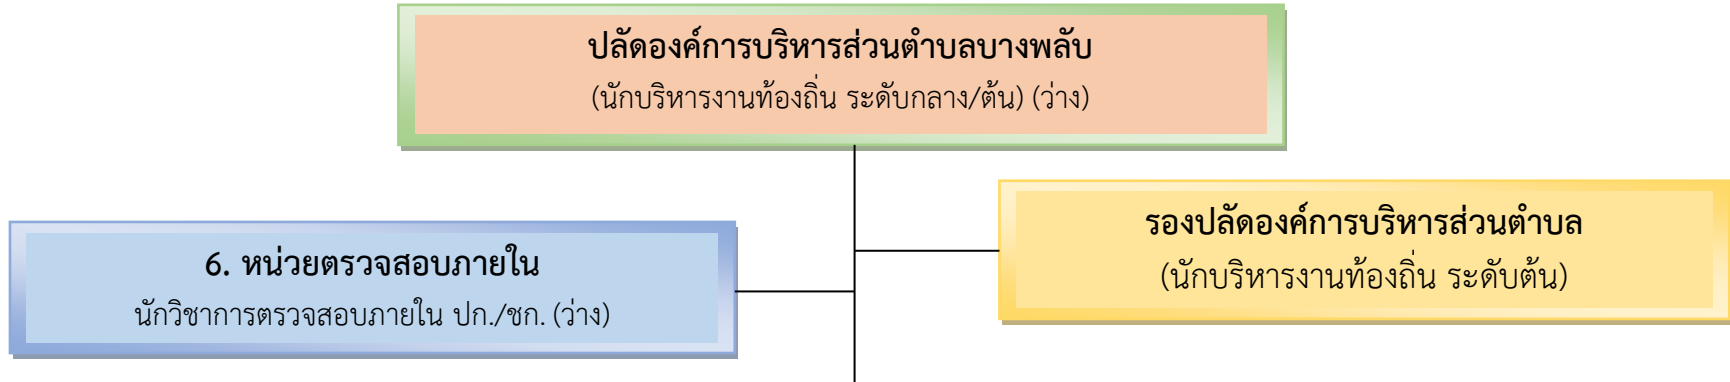 ปลัดองค์การบริหารส่วนตำบลบางพลับ
(นักบริหารงานท้องถิ่น ระดับกลาง/ต้น) (ว่าง)
รองปลัดองค์การบริหารส่วนตำบล
(นักบริหารงานท้องถิ่น ระดับต้น)
6. หน่วยตรวจสอบภายใน
นักวิชาการตรวจสอบภายใน ปก./ชก. (ว่าง)